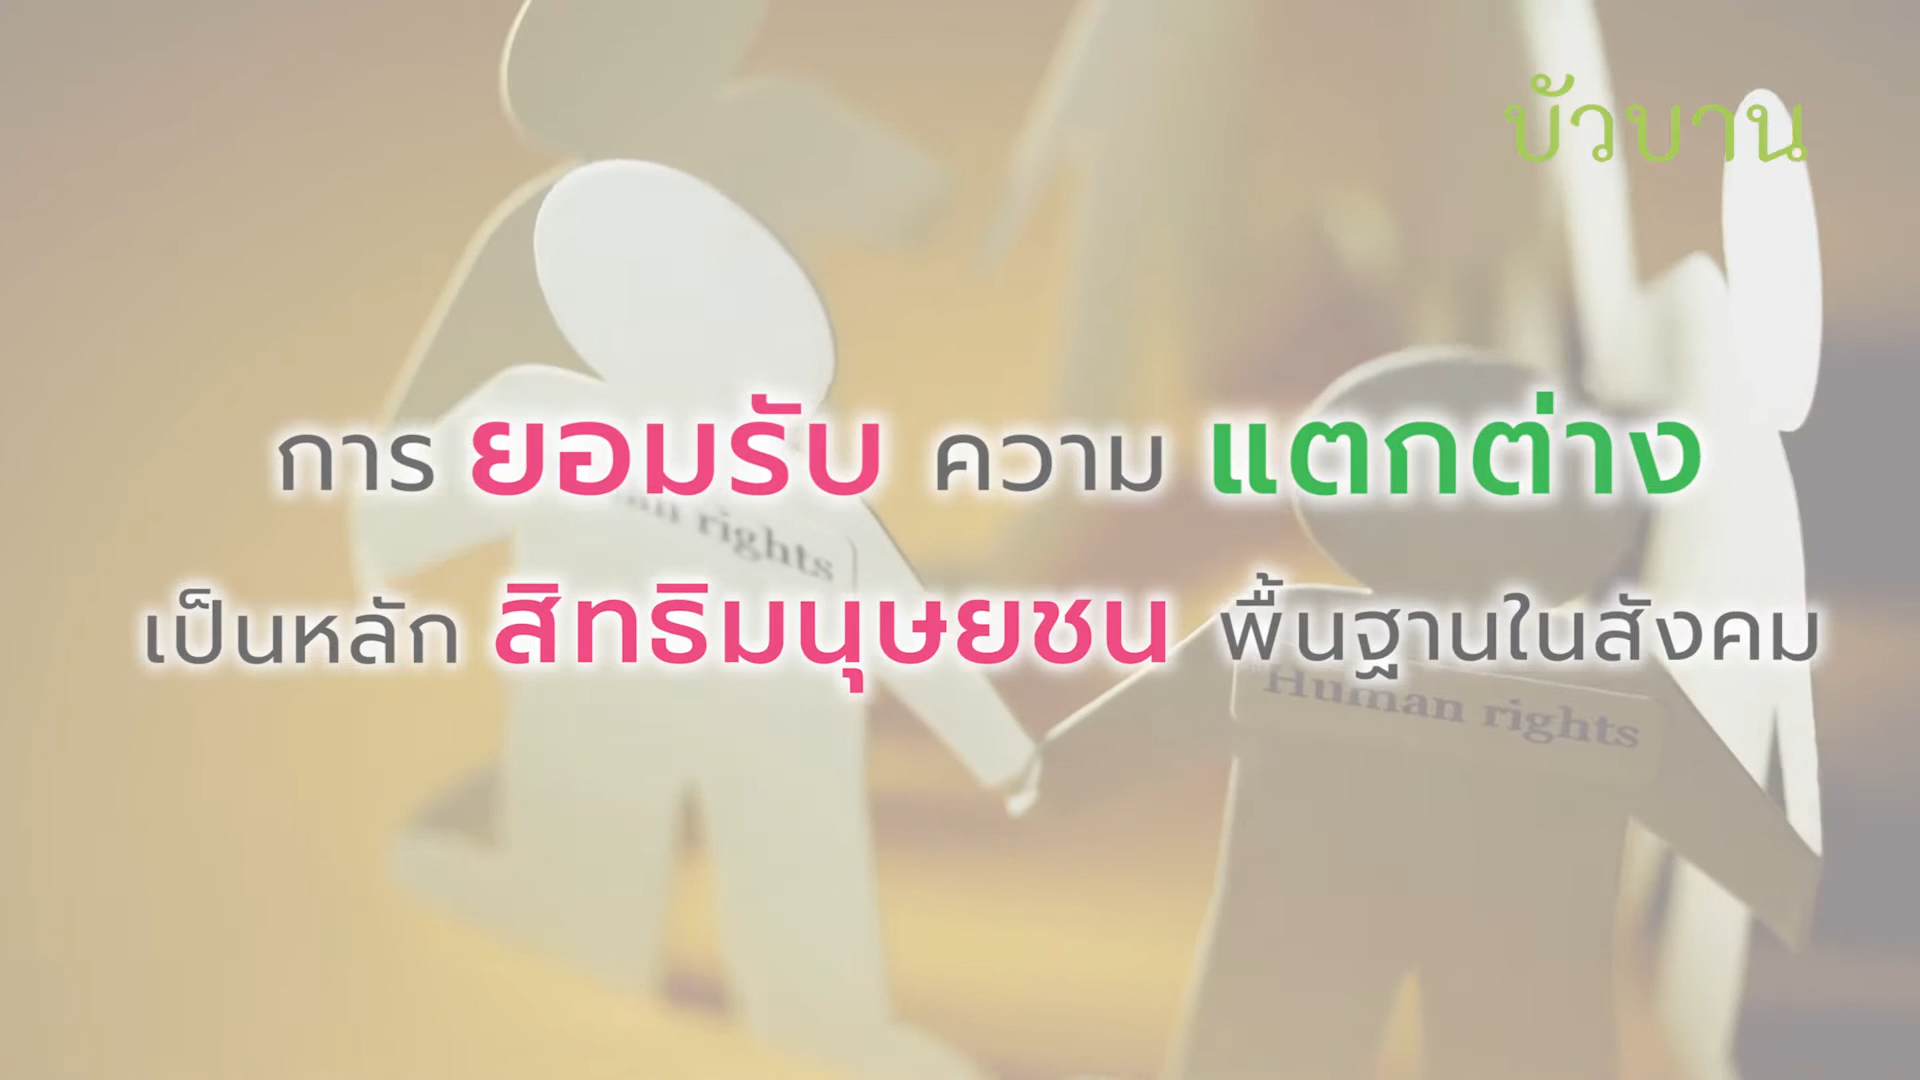 บัวบาน
การ ยอมรับ ความ แตกต่าง
rights
เป็นหลัก สิทธิมนุษยชน พื้นฐานในสังคม
Human rights